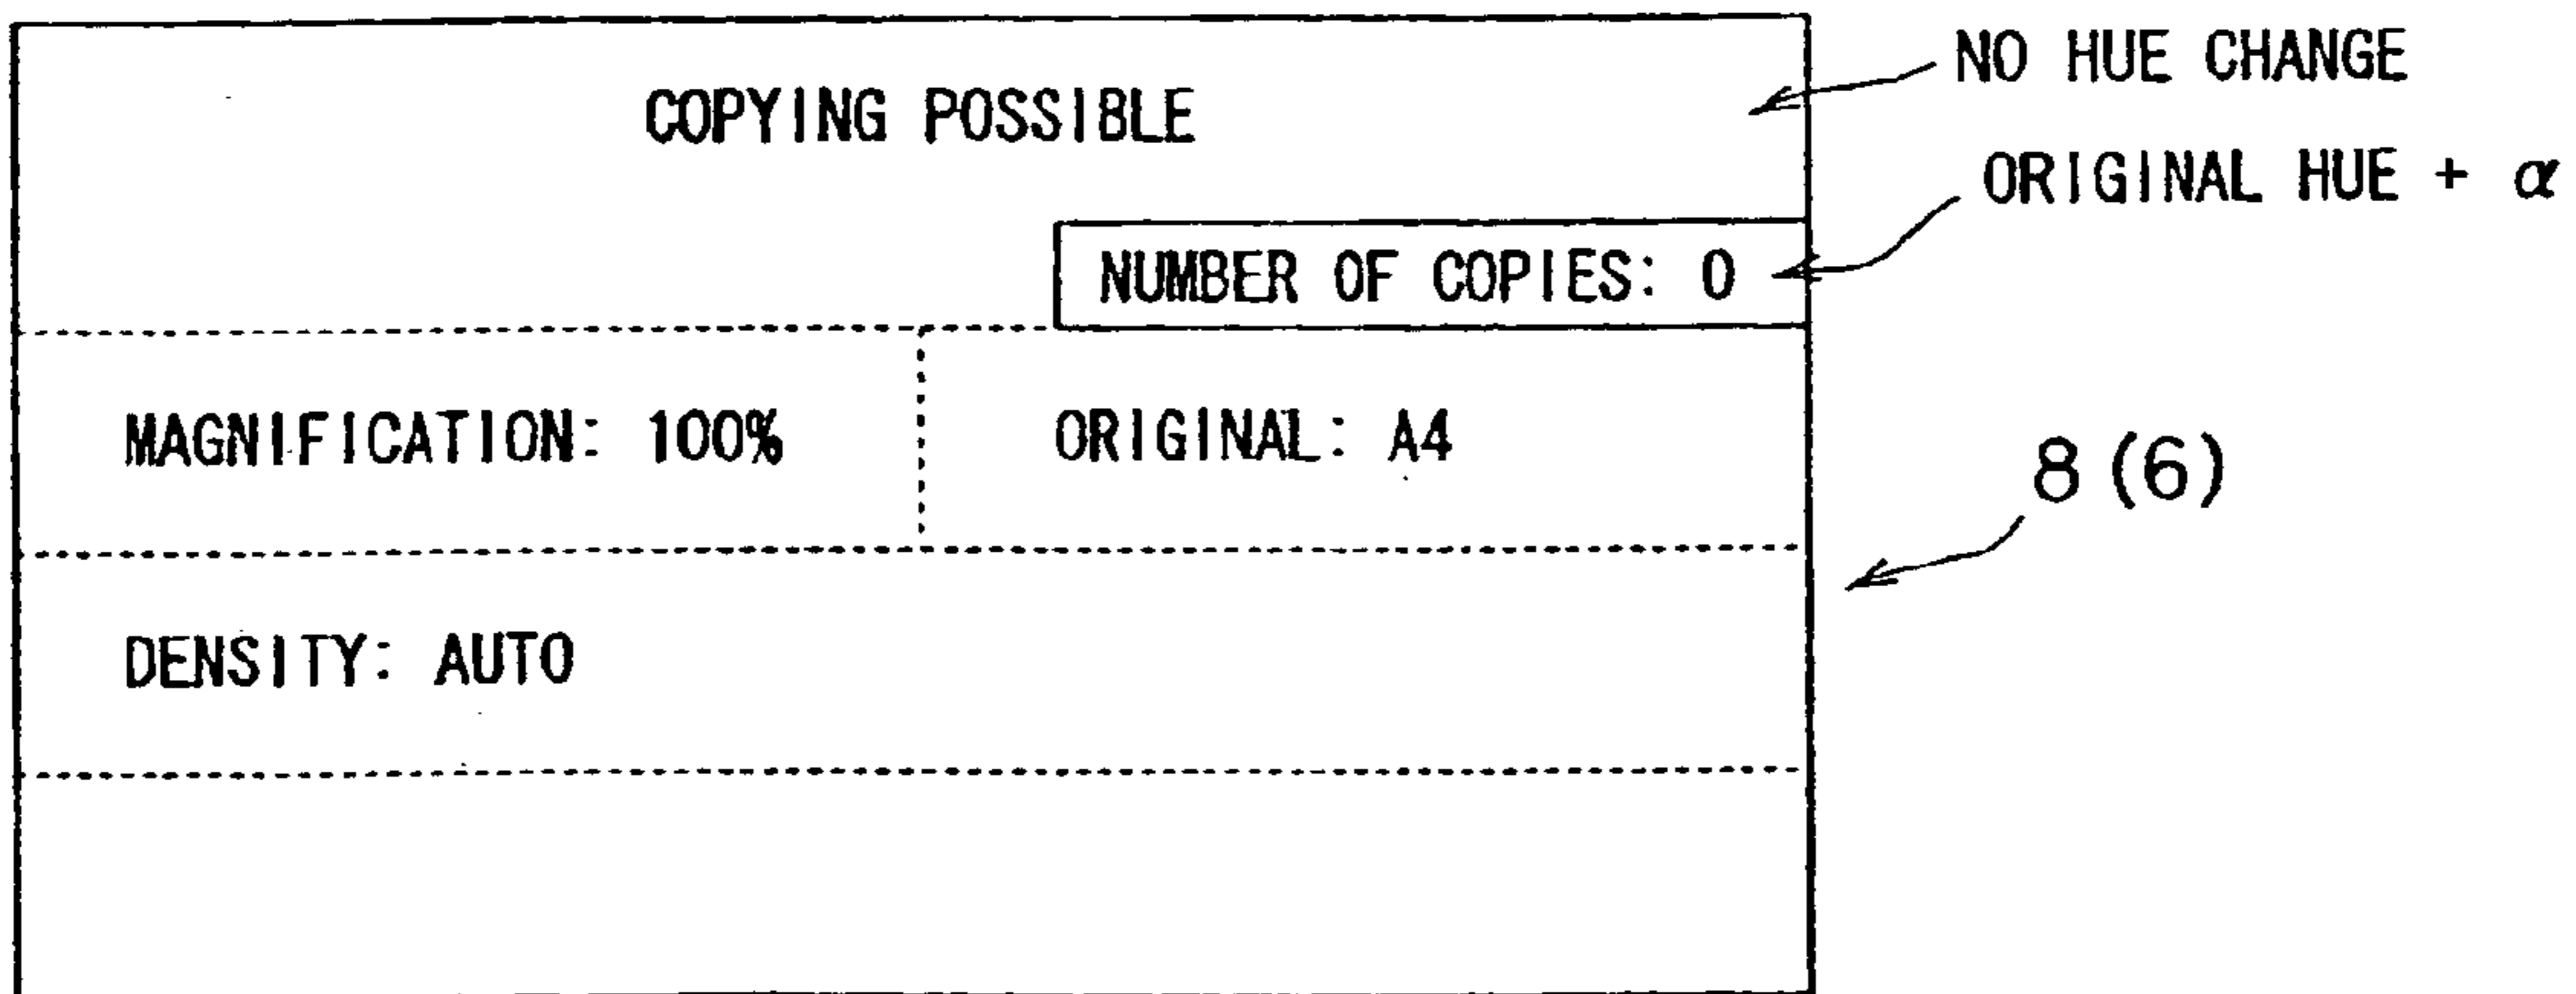 NO HUE CHANGE
COPYING POSSIBLE
ORIGINAL HUE + α
NUMBER OF COPIES: 0
MAGNIFICATION: 100%
ORIGINAL: A4
8 (6)
DENSITY: AUTO